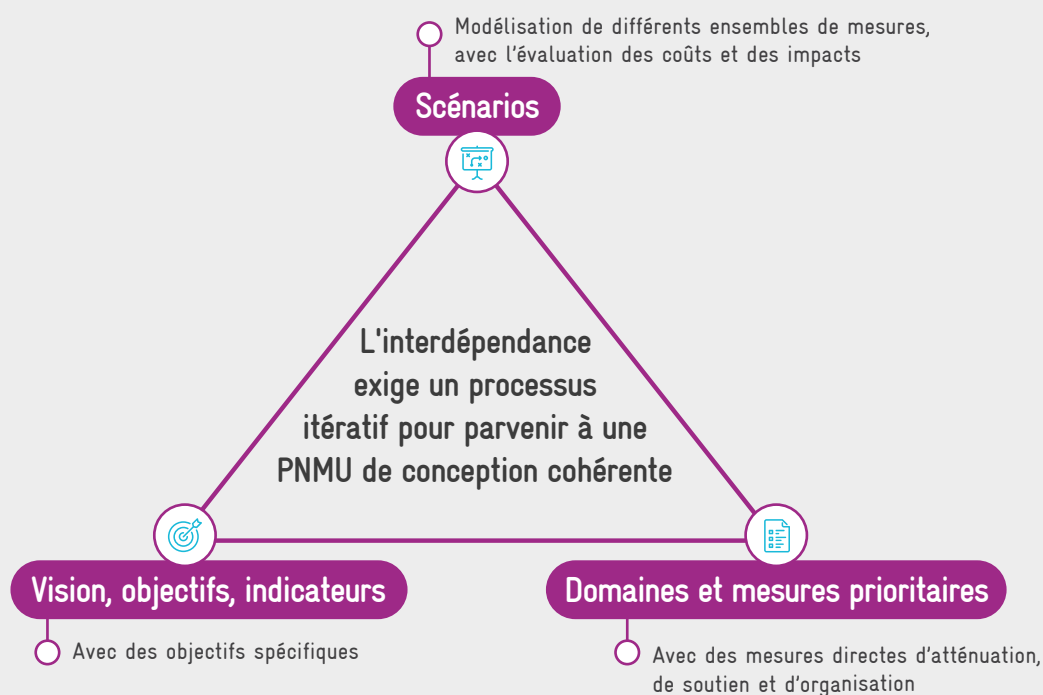 Modélisation de différents ensembles de mesures,
avec l'évaluation des coûts et des impacts
Scénarios
L'interdépendance
exige un processus
itératif pour parvenir à une
PNMU de conception cohérente
Vision, objectifs, indicateurs
Avec des objectifs spécifiques
Domaines et mesures prioritaires
Avec des mesures directes d'atténuation,
de soutien et d'organisation